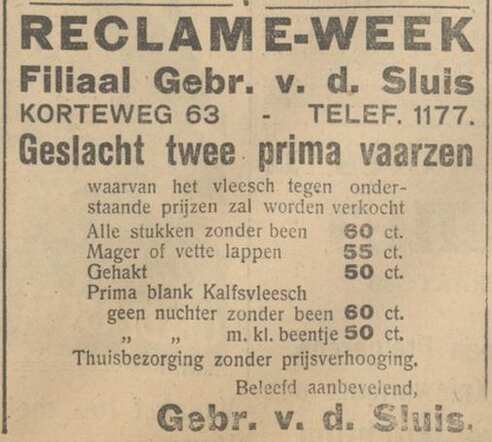 RECLAME-WEEK
Filiaal Gebr. v. d. Sluis
KORTEWEG 63 - TELEF. 1177.
Geslacht twee prima vaarzen
waarvan het vleesch tegen onder-
staande prijzen zal worden verkocht
Alle stukken zonder been 60 ct.
Mager of vette lappen 55 ct.
Gehakt 50 ct.
Prima blank Kalfsvleesch
geen nuchter zonder been 60 ct.
„ „ m. kl. beentje 50 ct.
Thuisbezorging zonder prijsverhooging.
Beleefd aanbevelend,
Gebr. v. d. Sluis.